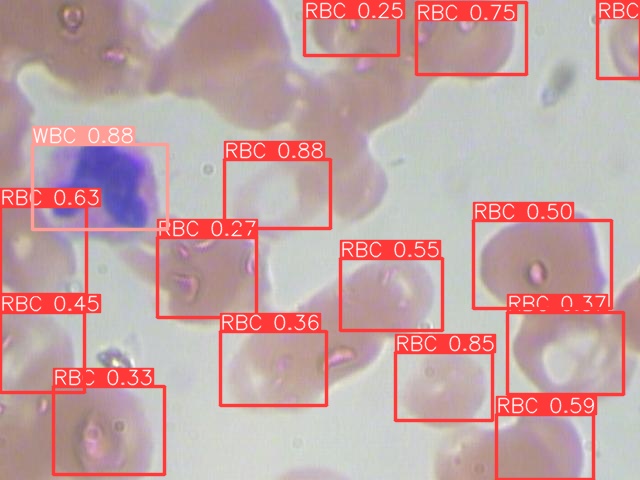 RBC 0.25
RBC 0.75
RBC
WBC 0.88
RBC 0.88
RBC 0.63
RBC 0.50
RBC 0.27
RBC 0.55
RBC 0.45
RBC 0.37
RBC 0.36
RBC 0.85
RBC 0.33
RBC 0.59